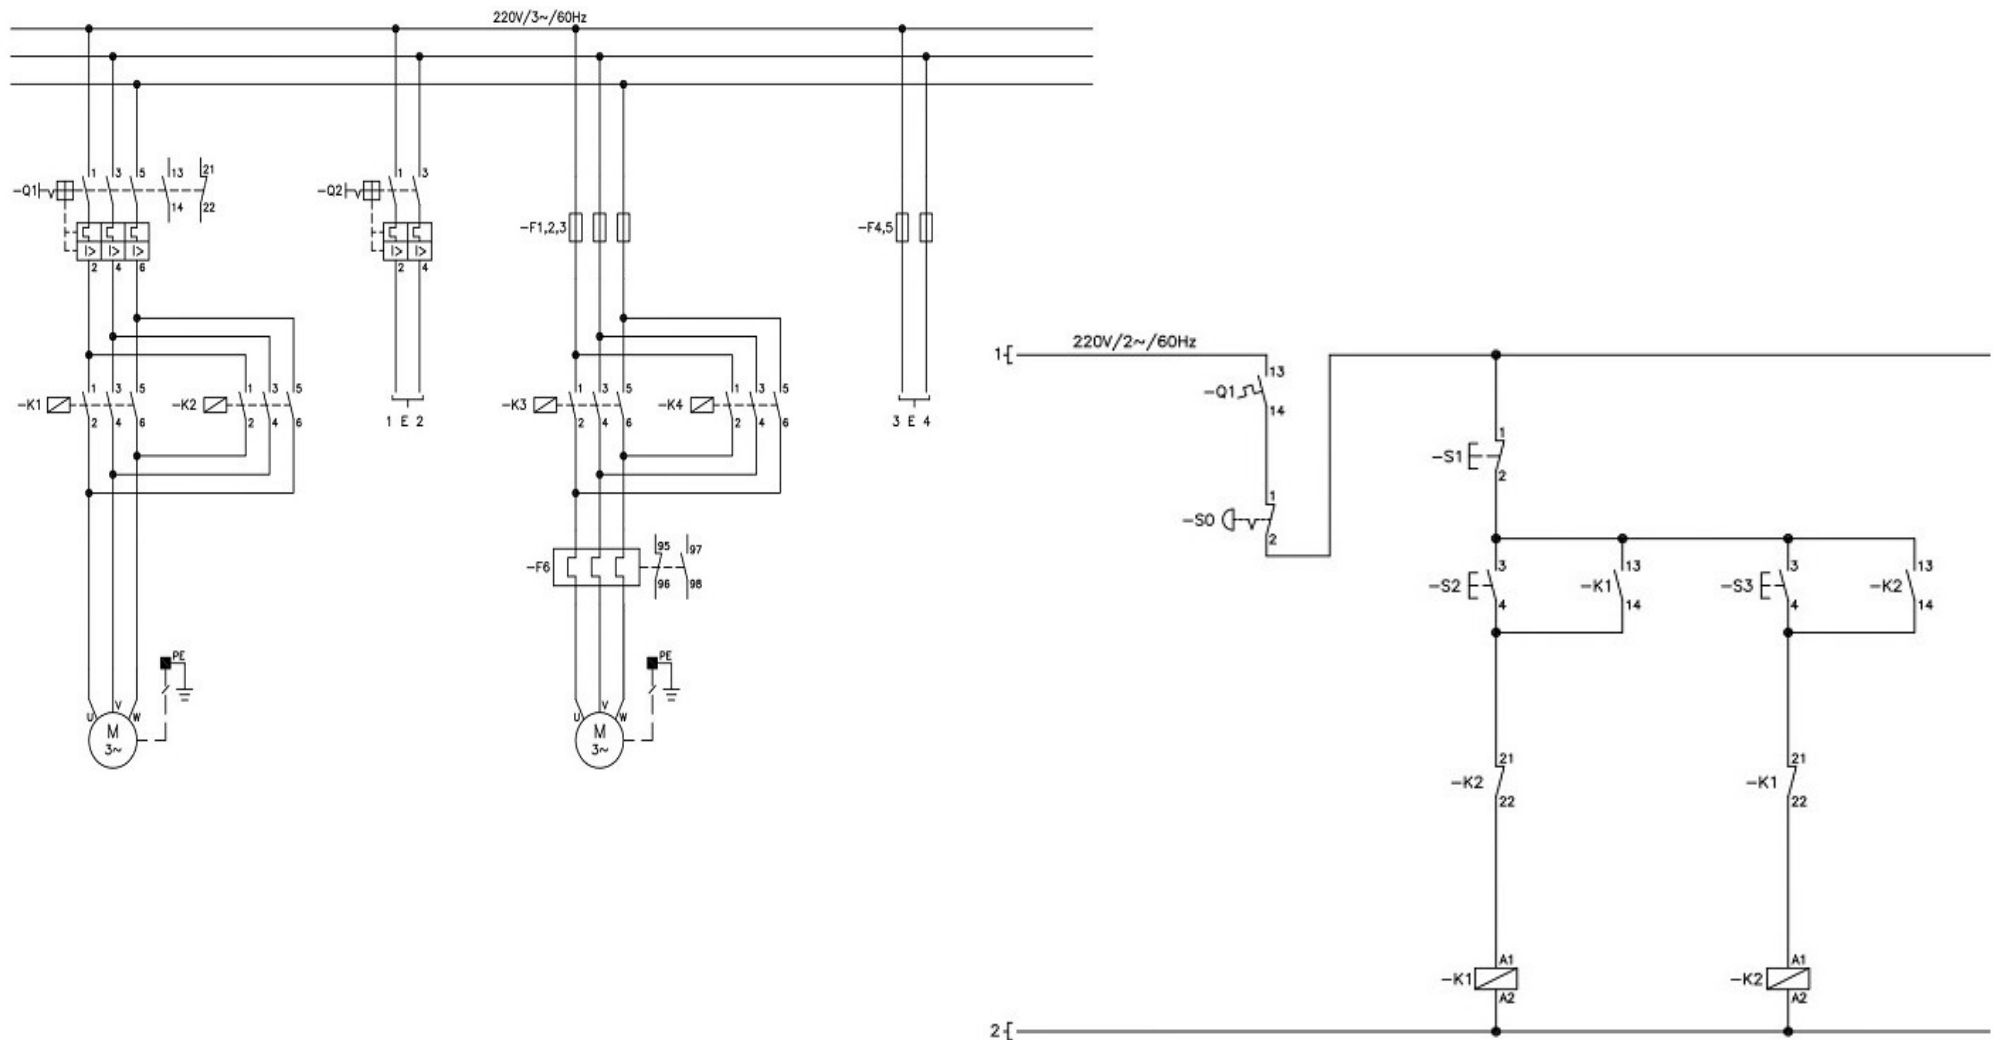 220V/3~/60Hz
-Q1 1 3 5 13 21
14 22
I> I> I>
2 4 6
-Q2 1 3
I> I>
2 4
-F1,2,3
-F4,5
-K1 1 3 5
2 4 6
-K2 1 3 5
2 4 6
1 E 2
-K3 1 3 5
2 4 6
-K4 1 3 5
2 4 6
3 E 4
-F6 95 97
96 98
PE
U V W
M
3~
PE
U V W
M
3~
1 220V/2~/60Hz
-Q1 13
14
-S0 1
2
-S1 1
2
-S2 3
4
-K1 13
14
-S3 3
4
-K2 13
14
-K2 21
22
-K1 21
22
-K1 A1
A2
-K2 A1
A2
2